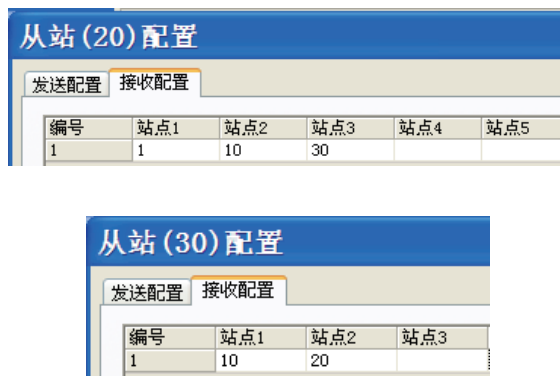 从站(20)配置
发送配置 接收配置
编号 站点1 站点2 站点3 站点4 站点5
1 1 10 30
从站(30)配置
发送配置 接收配置
编号 站点1 站点2 站点3
1 10 20